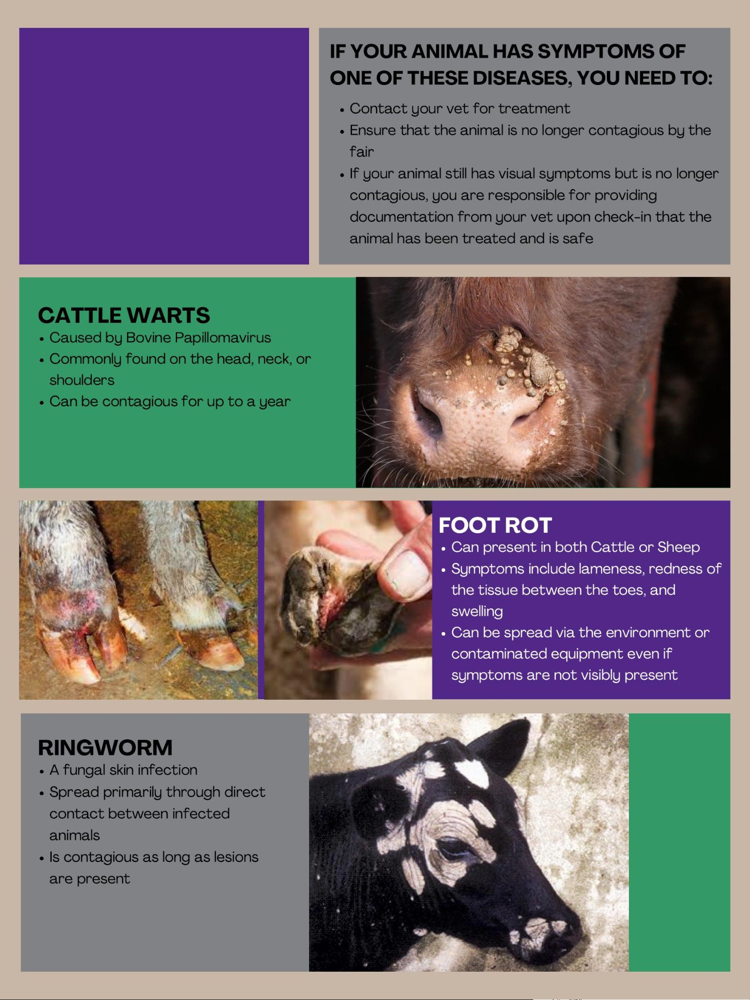 IF YOUR ANIMAL HAS SYMPTOMS OF
ONE OF THESE DISEASES, YOU NEED TO:
• Contact your vet for treatment
• Ensure that the animal is no longer contagious by the
fair
• If your animal still has visual symptoms but is no longer
contagious, you are responsible for providing
documentation from your vet upon check-in that the
animal has been treated and is safe
CATTLE WARTS
• Caused by Bovine Papillomavirus
• Commonly found on the head, neck, or
shoulders
• Can be contagious for up to a year
FOOT ROT
• Can present in both Cattle or Sheep
• Symptoms include lameness, redness of
the tissue between the toes, and
swelling
• Can be spread via the environment or
contaminated equipment even if
symptoms are not visibly present
RINGWORM
• A fungal skin infection
• Spread primarily through direct
contact between infected
animals
• Is contagious as long as lesions
are present